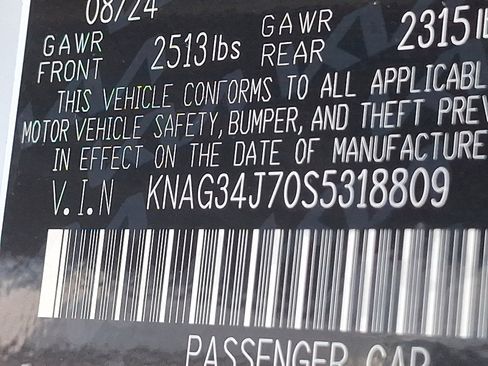 08/24
GAWR FRONT 2513 lbs GAWR REAR 2315 lb
THIS VEHICLE CONFORMS TO ALL APPLICABL
MOTOR VEHICLE SAFETY, BUMPER, AND THEFT PREV
IN EFFECT ON THE DATE OF MANUFACTURE
V.I.N KNAG34J70S5318809
PASSENGER CAR